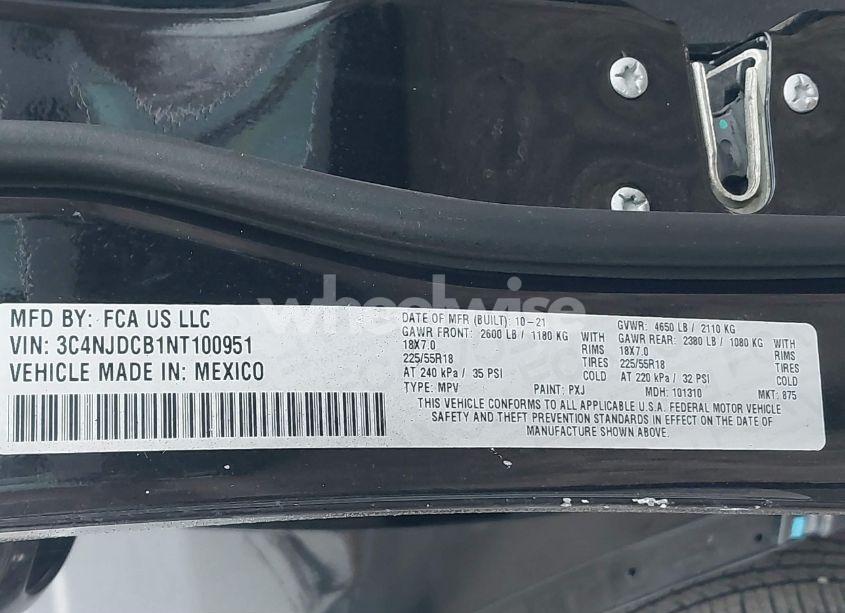 wheelwise
MFD BY: FCA US LLC
VIN: 3C4NJDCB1NT100951
VEHICLE MADE IN: MEXICO
DATE OF MFR (BUILT): 10-21 GVWR: 4650 LB / 2110 KG
GAWR FRONT: 2600 LB / 1180 KG GAWR REAR: 2380 LB / 1080 KG
18X7.0 RIMS 18X7.0 RIMS
225/55R18 TIRES 225/55R18 TIRES
AT 240 kPa / 35 PSI COLD AT 220 kPa / 32 PSI COLD
TYPE: MPV PAINT: PXJ MDH: 101310 MKT: 875
THIS VEHICLE CONFORMS TO ALL APPLICABLE U.S.A. FEDERAL MOTOR VEHICLE
SAFETY AND THEFT PREVENTION STANDARDS IN EFFECT ON THE DATE OF
MANUFACTURE SHOWN ABOVE.